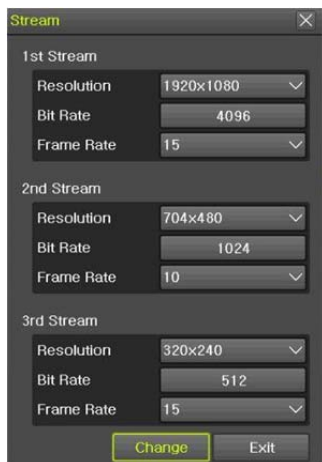 Stream
1st Stream
Resolution 1920x1080
Bit Rate 4096
Frame Rate 15
2nd Stream
Resolution 704x480
Bit Rate 1024
Frame Rate 10
3rd Stream
Resolution 320x240
Bit Rate 512
Frame Rate 15
Change Exit